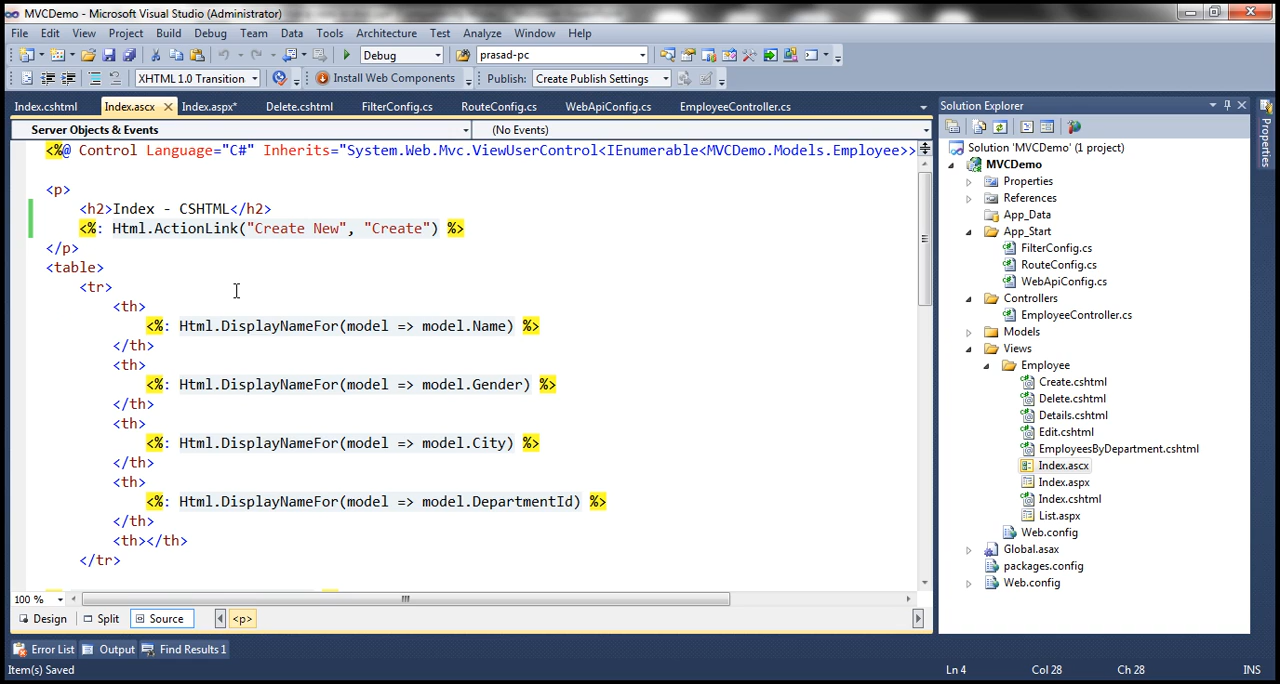 MVCDemo - Microsoft Visual Studio (Administrator)
File Edit View Project Build Debug Team Data Tools Architecture Test Analyze Window Help
Debug prasad-pc
XHTML 1.0 Transition Install Web Components Publish: Create Publish Settings
Index.cshtml Index.ascx Index.aspx* Delete.cshtml FilterConfig.cs RouteConfig.cs WebApiConfig.cs EmployeeController.cs
Server Objects & Events (No Events)
<%@ Control Language="C#" Inherits="System.Web.Mvc.ViewUserControl<IEnumerable<MVCDemo.Models.Employee>>
<p>
<h2>Index - CSHTML</h2>
<%: Html.ActionLink("Create New", "Create") %>
</p>
<table>
<tr>
<th>
<%: Html.DisplayNameFor(model => model.Name) %>
</th>
<th>
<%: Html.DisplayNameFor(model => model.Gender) %>
</th>
<th>
<%: Html.DisplayNameFor(model => model.City) %>
</th>
<th>
<%: Html.DisplayNameFor(model => model.DepartmentId) %>
</th>
<th></th>
</tr>
100 %
Design Split Source <p>
Error List Output Find Results 1
Item(s) Saved Ln 4 Col 28 Ch 28 INS
Solution Explorer
Solution 'MVCDemo' (1 project)
MVCDemo
Properties
References
App_Data
App_Start
FilterConfig.cs
RouteConfig.cs
WebApiConfig.cs
Controllers
EmployeeController.cs
Models
Views
Employee
Create.cshtml
Delete.cshtml
Details.cshtml
Edit.cshtml
EmployeesByDepartment.cshtml
Index.ascx
Index.aspx
Index.cshtml
List.aspx
Web.config
Global.asax
packages.config
Web.config
Properties